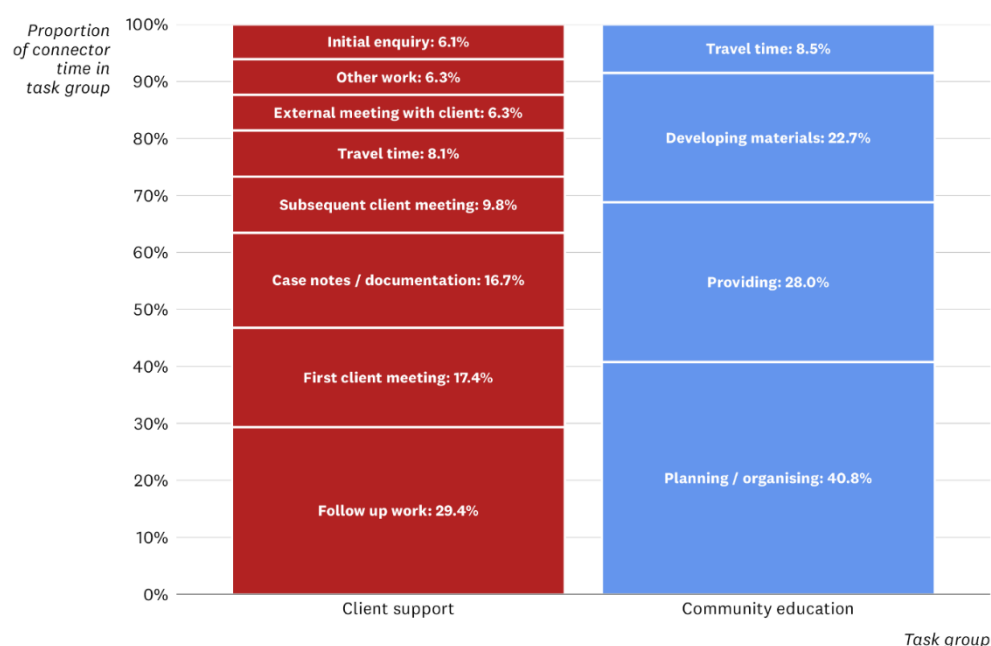 Proportion
of connector
time in
task group
100%
90%
80%
70%
60%
50%
40%
30%
20%
10%
0%
Initial enquiry: 6.1%
Other work: 6.3%
External meeting with client: 6.3%
Travel time: 8.1%
Subsequent client meeting: 9.8%
Case notes / documentation: 16.7%
First client meeting: 17.4%
Follow up work: 29.4%
Travel time: 8.5%
Developing materials: 22.7%
Providing: 28.0%
Planning / organising: 40.8%
Client support
Community education
Task group